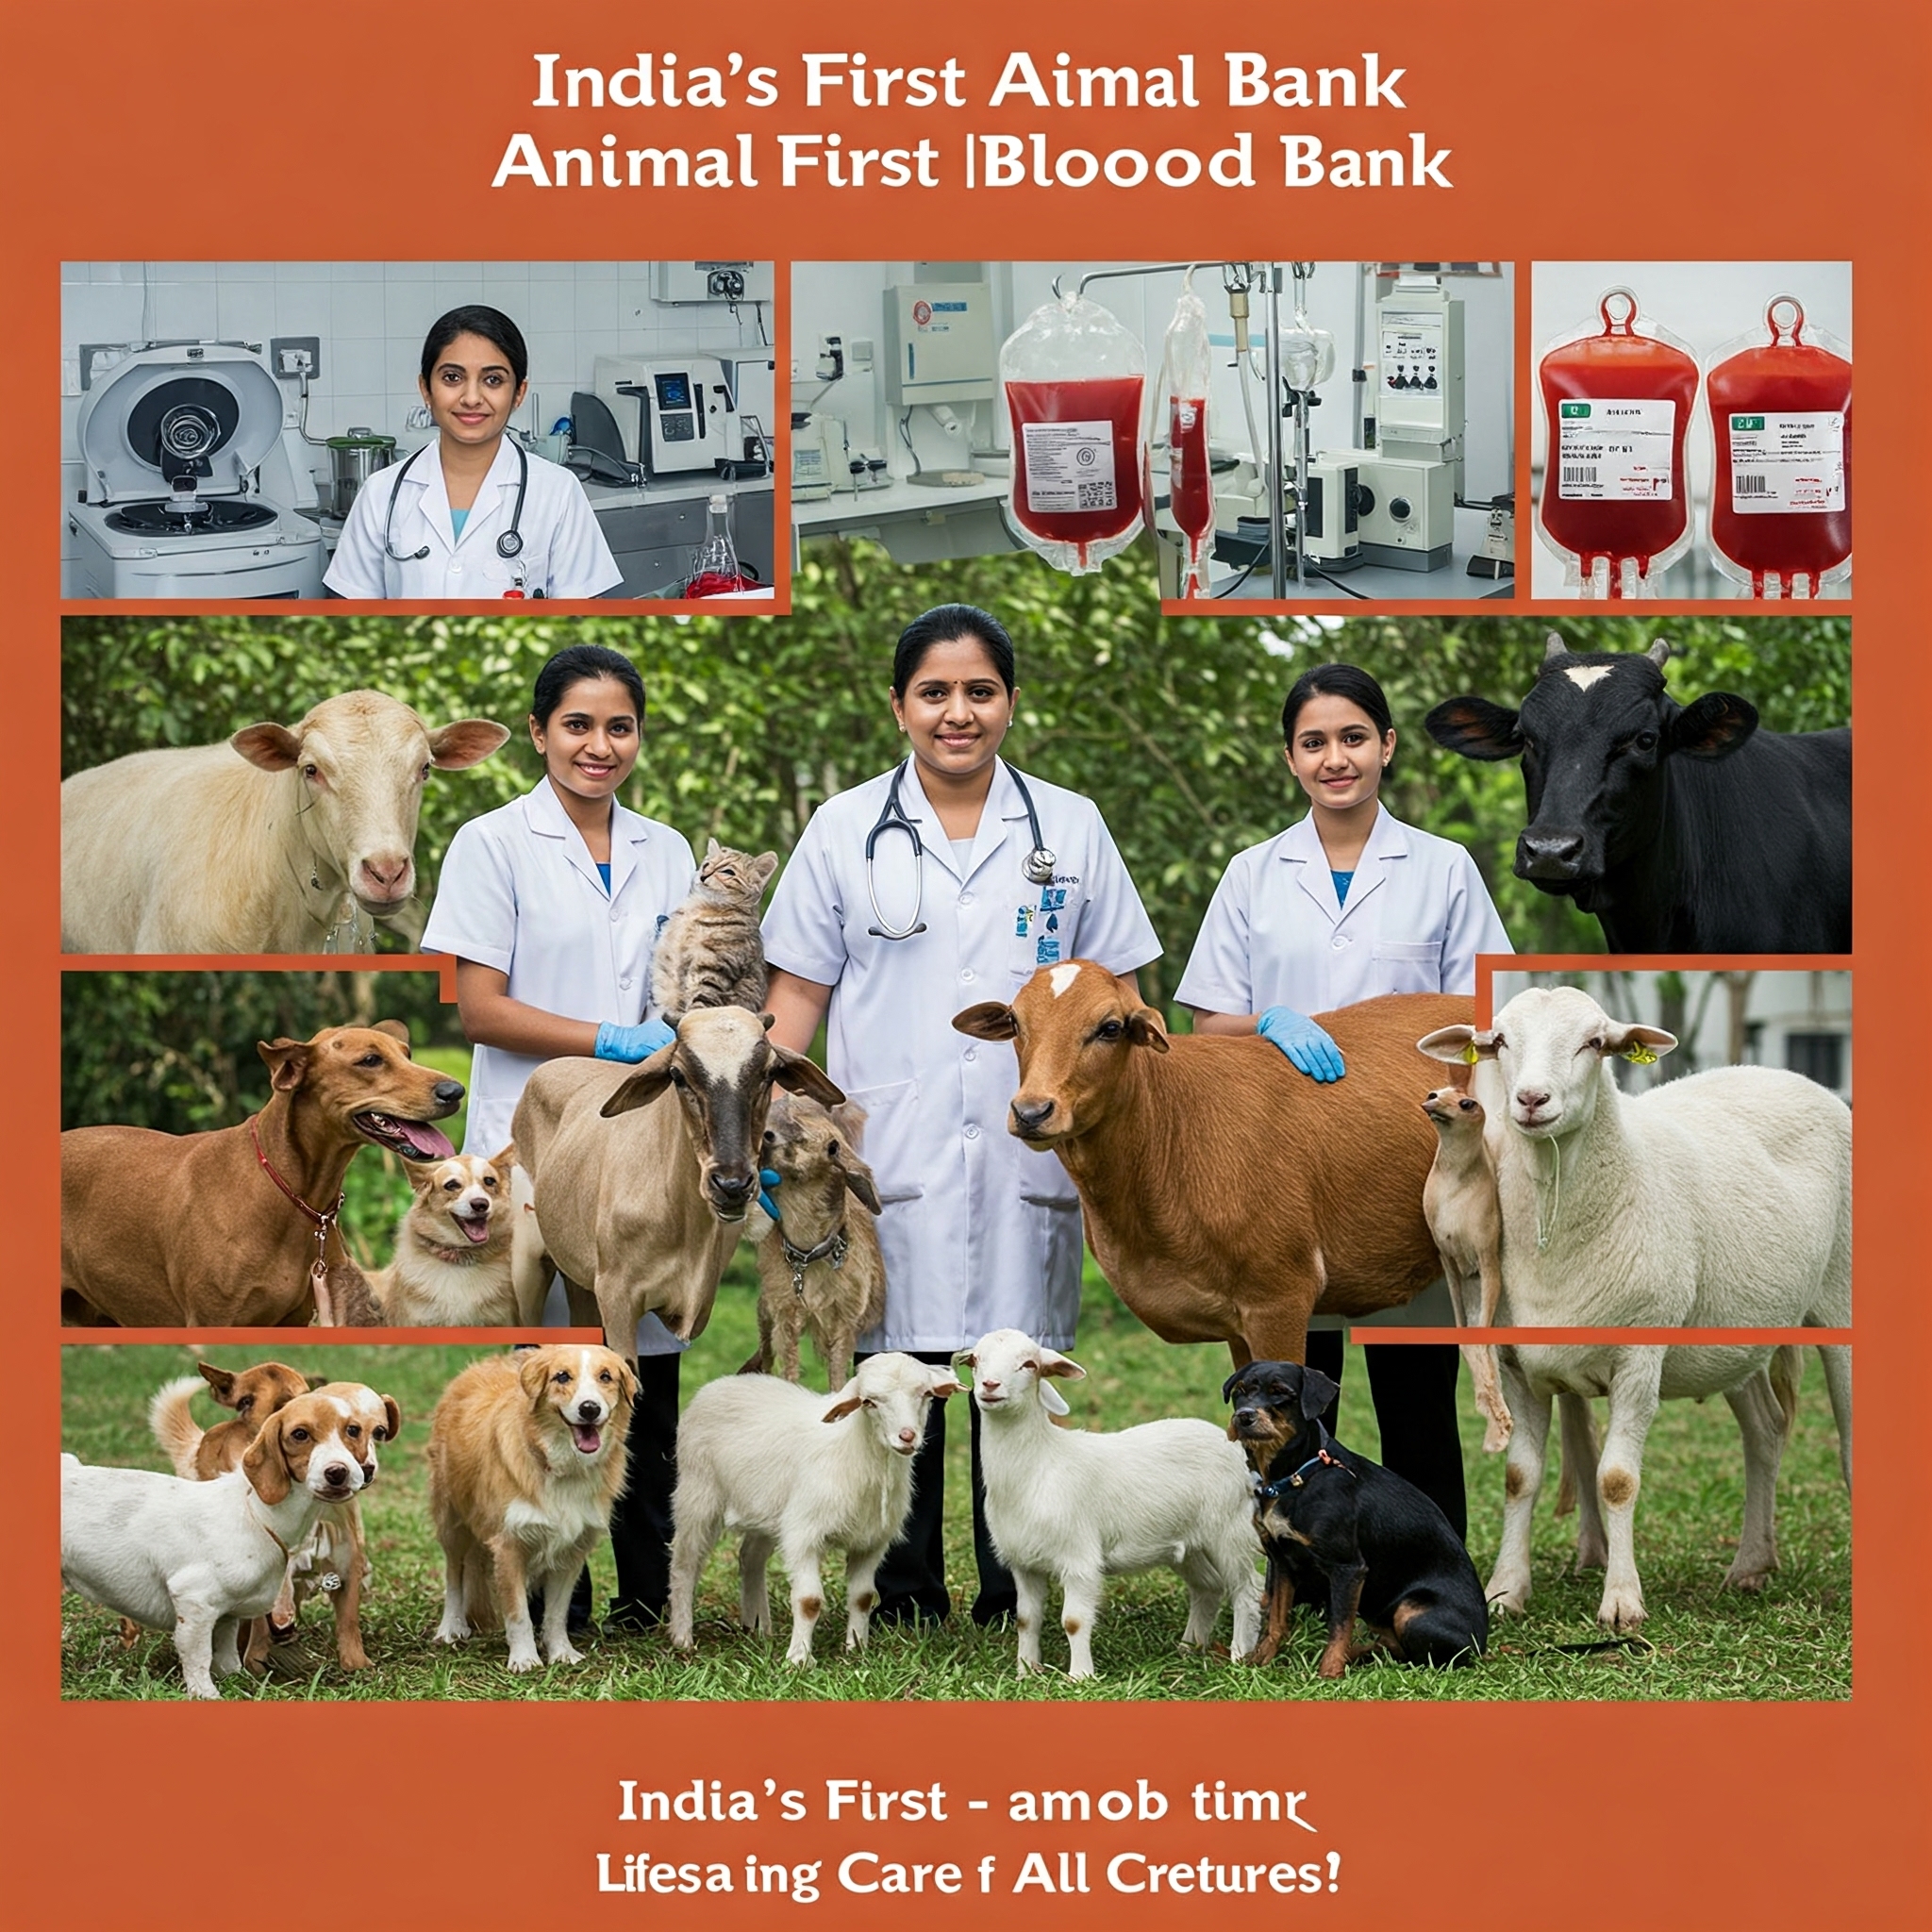 India's First Aimal Bank
Animal First |Bloood Bank
India's First - amob timr
Lifesa ing Care f All Cretures!